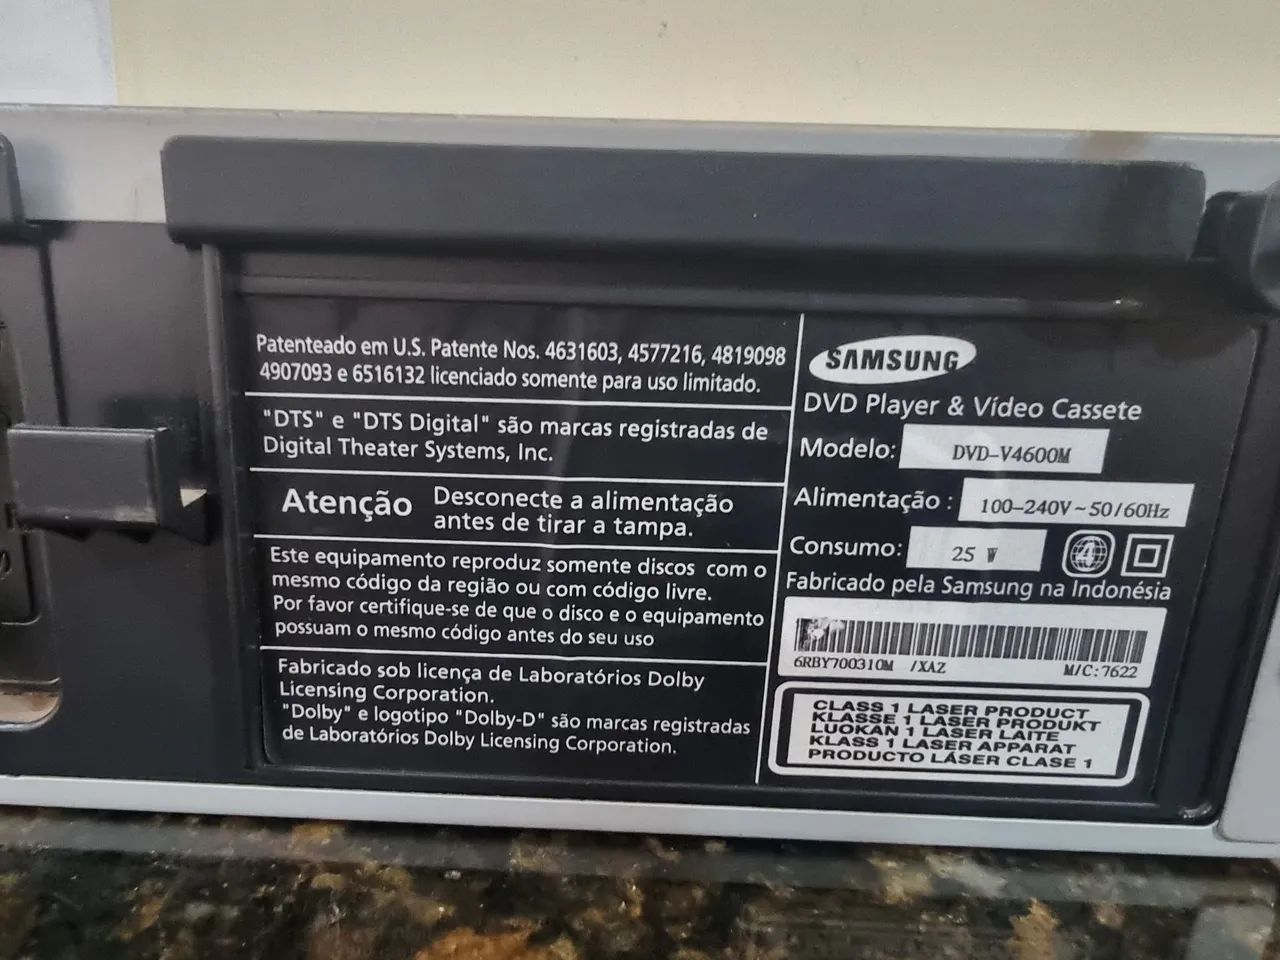 Patenteado em U.S. Patente Nos. 4631603, 4577216, 4819098
4907093 e 6516132 licenciado somente para uso limitado.
"DTS" e "DTS Digital" são marcas registradas de
Digital Theater Systems, Inc.
Atenção Desconecte a alimentação
antes de tirar a tampa.
Este equipamento reproduz somente discos com o
mesmo código da região ou com código livre.
Por favor certifique-se de que o disco e o equipamento
possuam o mesmo código antes do seu uso
Fabricado sob licença de Laboratórios Dolby
Licensing Corporation.
"Dolby" e logotipo "Dolby-D" são marcas registradas
de Laboratórios Dolby Licensing Corporation.
SAMSUNG
DVD Player & Vídeo Cassete
Modelo: DVD-V4600M
Alimentação : 100-240V~50/60Hz
Consumo: 25 W 4
Fabricado pela Samsung na Indonésia
6RBY700310M /XAZ M/C:7622
CLASS 1 LASER PRODUCT
KLASSE 1 LASER PRODUKT
LUOKAN 1 LASER LAITE
KLASS 1 LASER APPARAT
PRODUCTO LÁSER CLASE 1